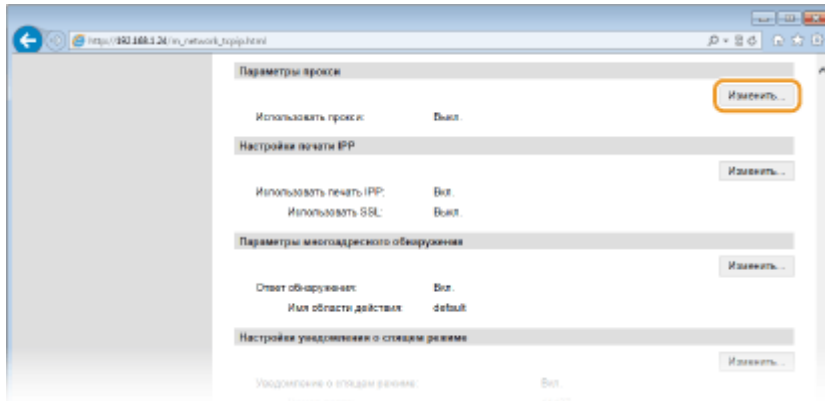 http://192.168.1.24/m_network_tcpip.html
Параметры прокси
Изменить...
Использовать прокси: Выкл.
Настройки печати IPP
Изменить...
Использовать печать IPP: Вкл.
Использовать SSL: Выкл.
Параметры многоадресного обнаружения
Изменить...
Ответ обнаружения: Вкл.
Имя области действия: default
Настройки уведомления о спящем режиме
Изменить...
Уведомление о спящем режиме: Вкл.